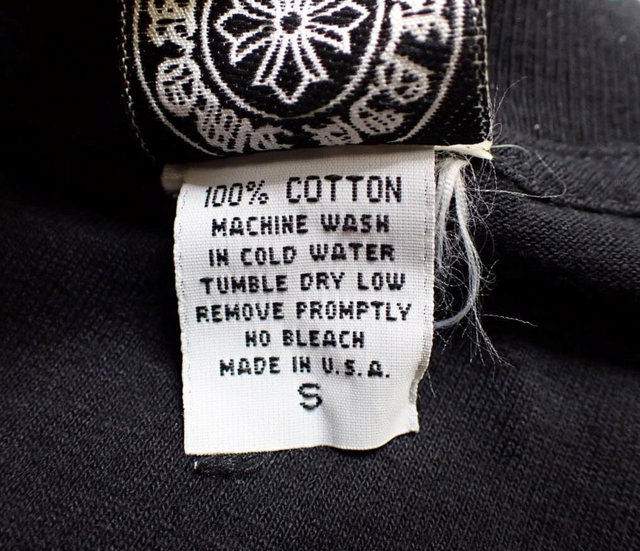 100% COTTON
MACHINE WASH
IN COLD WATER
TUMBLE DRY LOW
REMOVE PROMPTLY
NO BLEACH
MADE IN U.S.A.
S